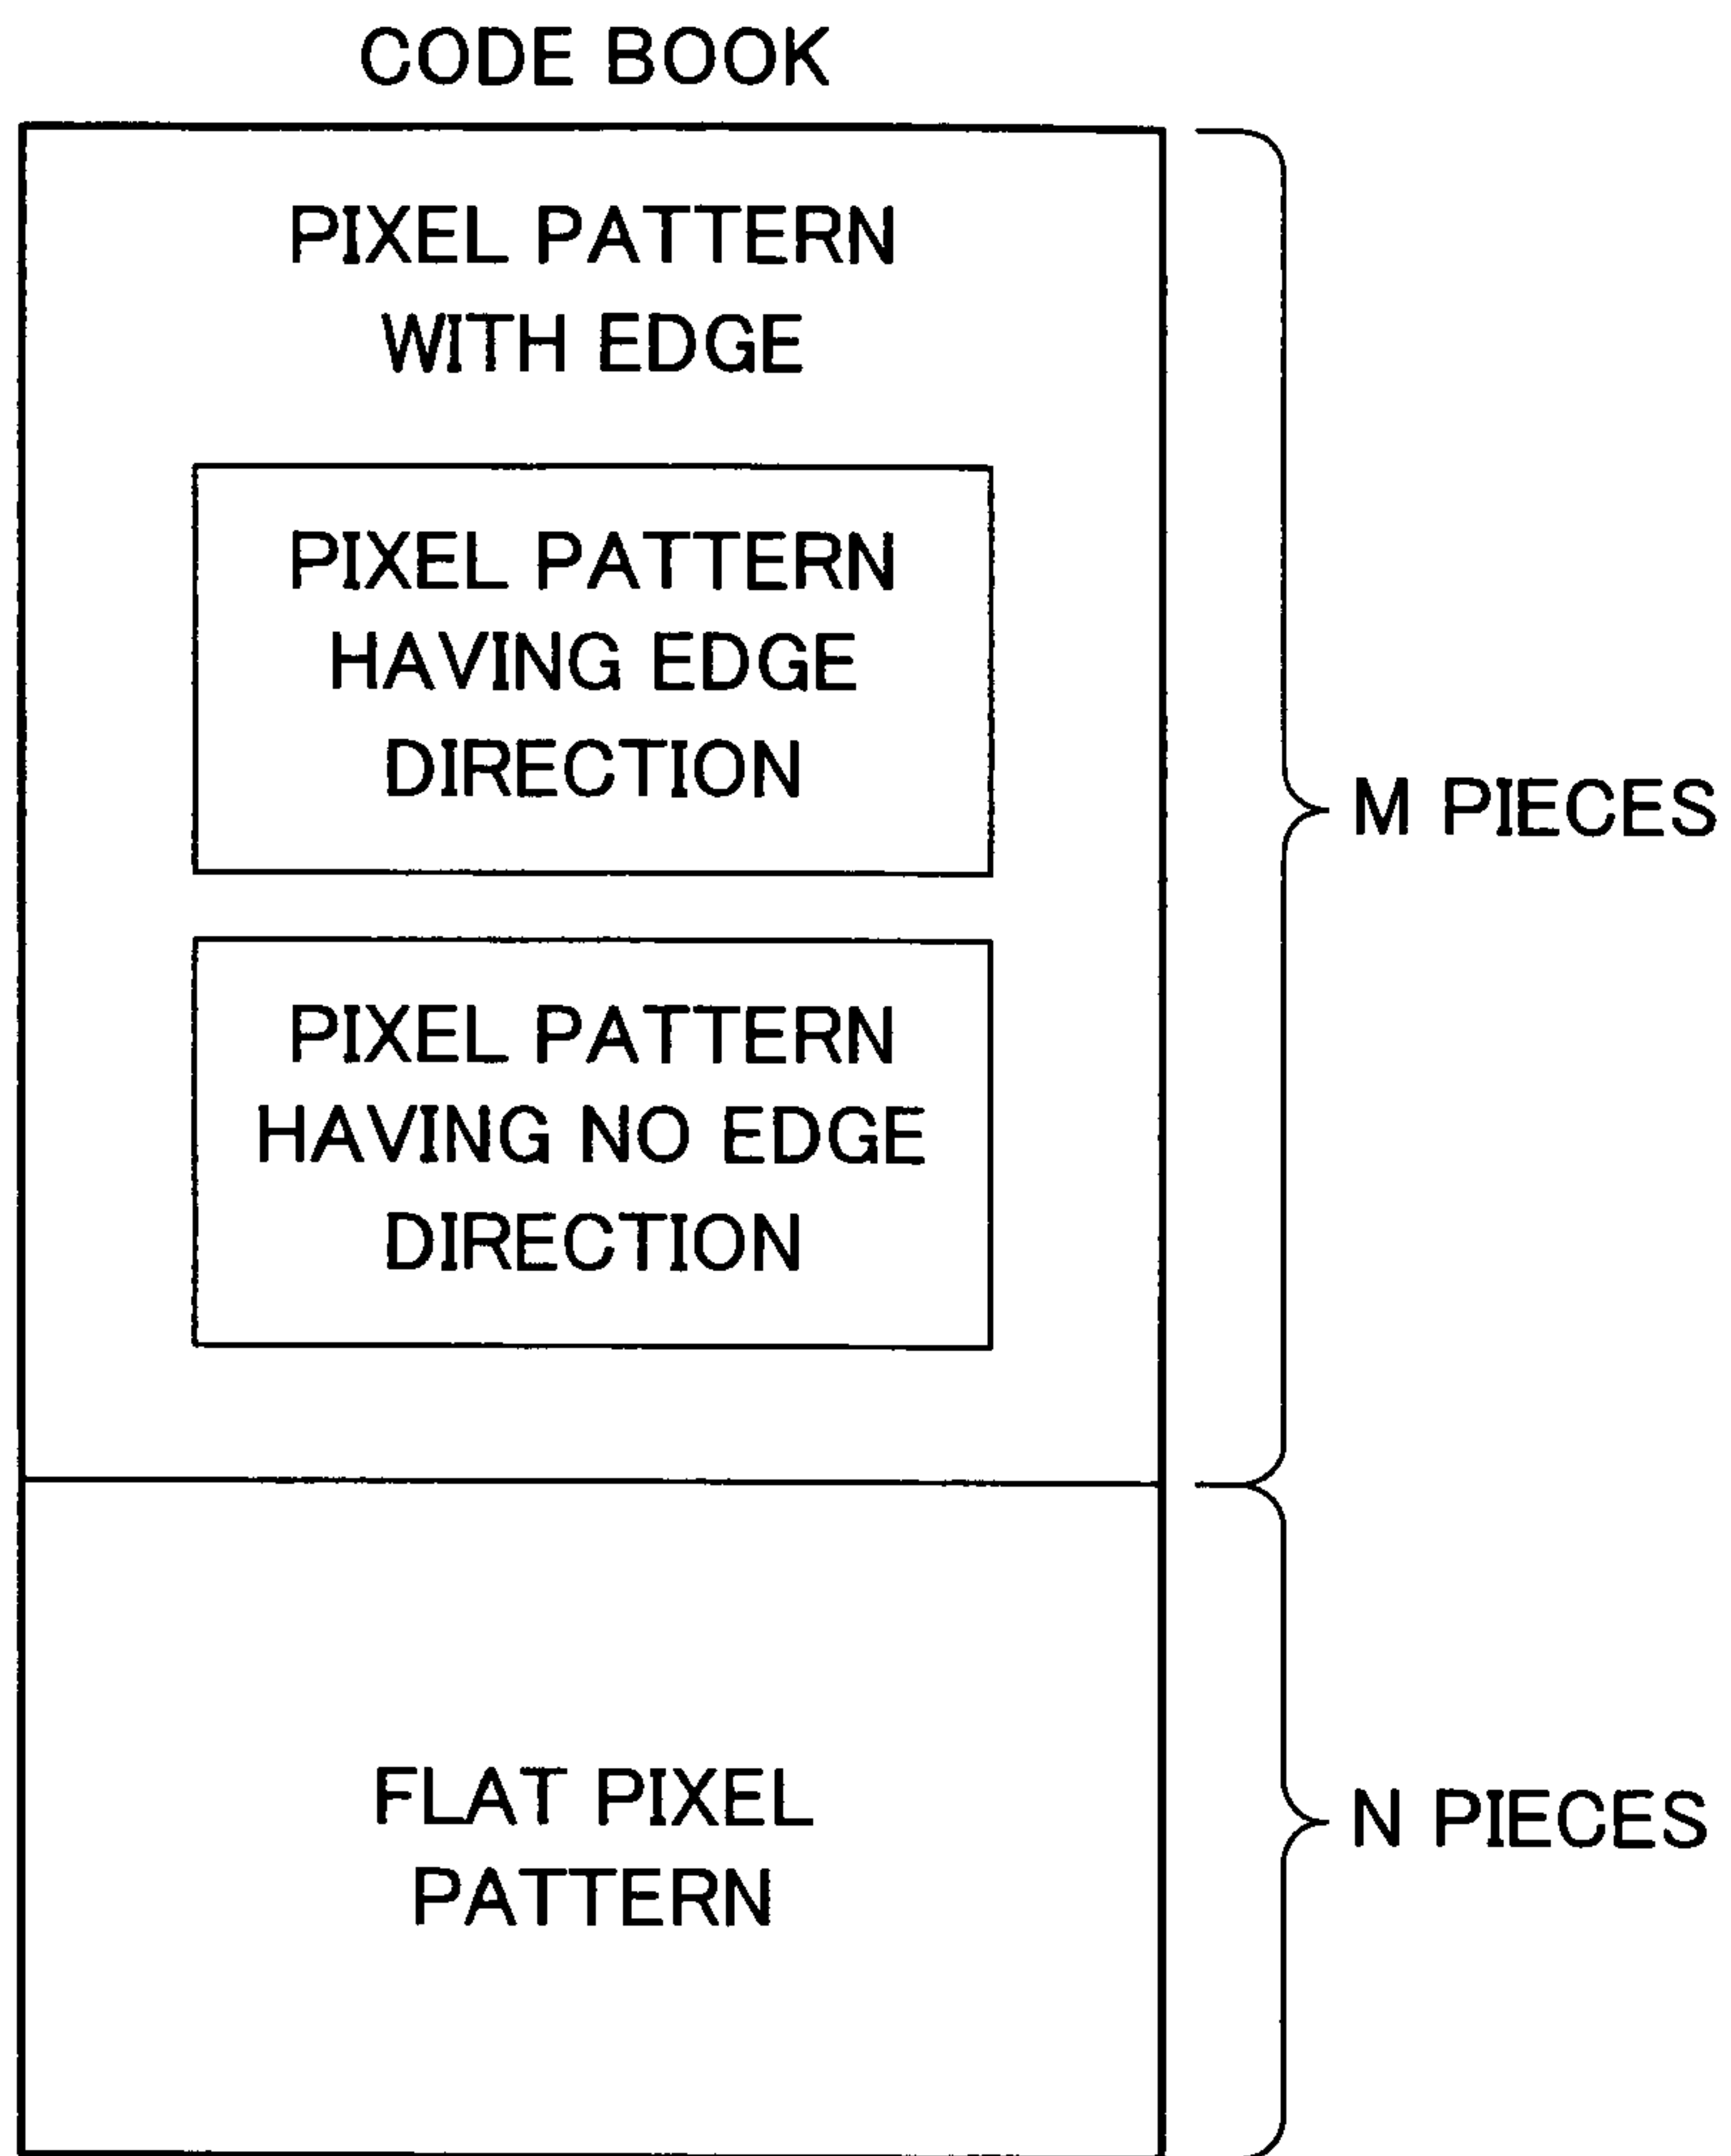 CODE BOOK
PIXEL PATTERN
WITH EDGE
PIXEL PATTERN
HAVING EDGE
DIRECTION
M PIECES
PIXEL PATTERN
HAVING NO EDGE
DIRECTION
FLAT PIXEL
PATTERN
N PIECES